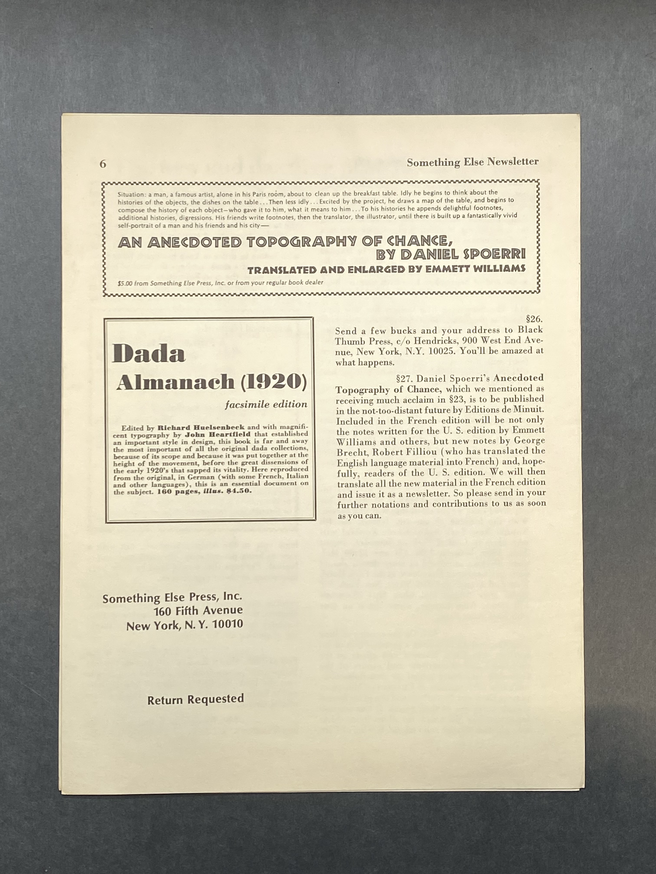 6
Something Else Newsletter
Situation: a man, a famous artist, alone in his Paris room, about to clean up the breakfast table. Idly he begins to think about the
histories of the objects, the dishes on the table . . . Then less idly . . . Excited by the project, he draws a map of the table, and begins to
compose the history of each object—who gave it to him, what it means to him . . . To his histories he appends delightful footnotes,
additional histories, digressions. His friends write footnotes, then the translator, the illustrator, until there is built up a fantastically vivid
self-portrait of a man and his friends and his city—
AN ANECDOTED TOPOGRAPHY OF CHANCE,
BY DANIEL SPOERRI
TRANSLATED AND ENLARGED BY EMMETT WILLIAMS
$5.00 from Something Else Press, Inc. or from your regular book dealer
Dada
Almanach (1920)
facsimile edition
Edited by Richard Huelsenbeck and with magnifi-
cent typography by John Heartfield that established
an important style in design, this book is far and away
the most important of all the original dada collections,
because of its scope and because it was put together at the
height of the movement, before the great dissensions of
the early 1920's that sapped its vitality. Here reproduced
from the original, in German (with some French, Italian
and other languages), this is an essential document on
the subject. 160 pages, illus. $4.50.
§26.
Send a few bucks and your address to Black
Thumb Press, c/o Hendricks, 900 West End Ave-
nue, New York, N.Y. 10025. You'll be amazed at
what happens.
§27. Daniel Spoerri's Anecdoted
Topography of Chance, which we mentioned as
receiving much acclaim in §23, is to be published
in the not-too-distant future by Editions de Minuit.
Included in the French edition will be not only
the notes written for the U. S. edition by Emmett
Williams and others, but new notes by George
Brecht, Robert Filliou (who has translated the
English language material into French) and, hope-
fully, readers of the U. S. edition. We will then
translate all the new material in the French edition
and issue it as a newsletter. So please send in your
further notations and contributions to us as soon
as you can.
Something Else Press, Inc.
160 Fifth Avenue
New York, N. Y. 10010
Return Requested